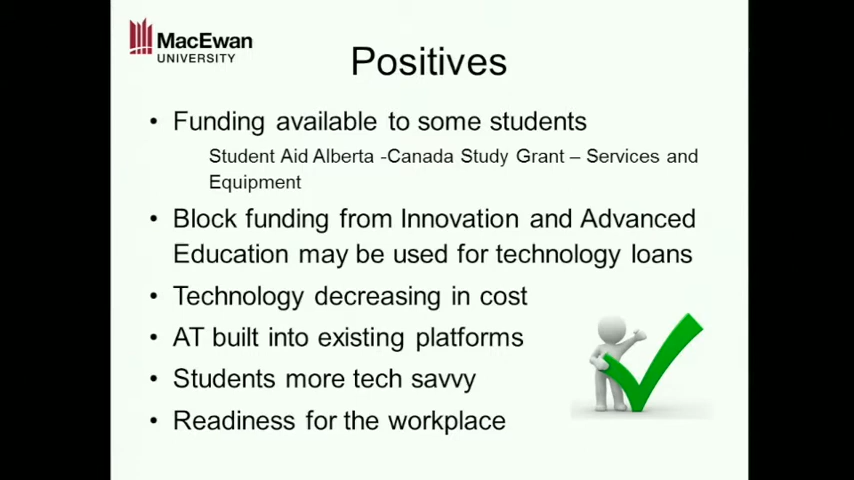 MacEwan
UNIVERSITY
Positives
• Funding available to some students
Student Aid Alberta -Canada Study Grant – Services and
Equipment
• Block funding from Innovation and Advanced
Education may be used for technology loans
• Technology decreasing in cost
• AT built into existing platforms
• Students more tech savvy
• Readiness for the workplace